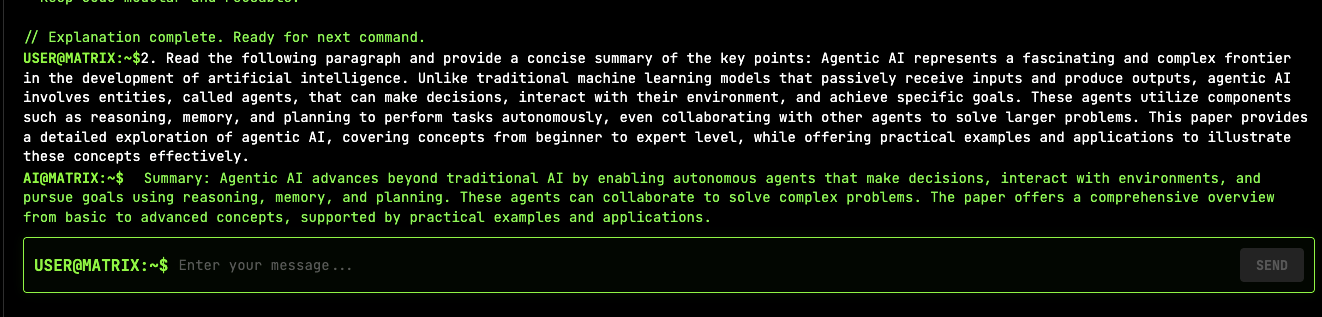 Keep code modular and reusable.
// Explanation complete. Ready for next command.
USER@MATRIX:~$2. Read the following paragraph and provide a concise summary of the key points: Agentic AI represents a fascinating and complex frontier
in the development of artificial intelligence. Unlike traditional machine learning models that passively receive inputs and produce outputs, agentic AI
involves entities, called agents, that can make decisions, interact with their environment, and achieve specific goals. These agents utilize components
such as reasoning, memory, and planning to perform tasks autonomously, even collaborating with other agents to solve larger problems. This paper provides
a detailed exploration of agentic AI, covering concepts from beginner to expert level, while offering practical examples and applications to illustrate
these concepts effectively.
AI@MATRIX:~$ Summary: Agentic AI advances beyond traditional AI by enabling autonomous agents that make decisions, interact with environments, and
pursue goals using reasoning, memory, and planning. These agents can collaborate to solve complex problems. The paper offers a comprehensive overview
from basic to advanced concepts, supported by practical examples and applications.
USER@MATRIX:~$ Enter your message... SEND